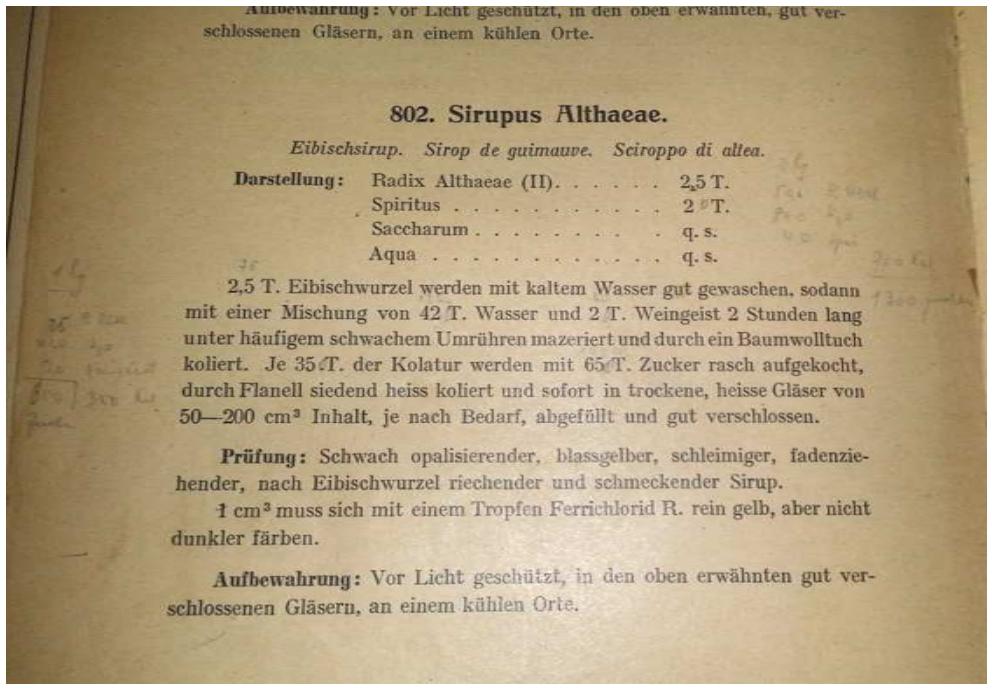 Aufbewahrung: Vor Licht geschützt, in den oben erwähnten, gut ver-
schlossenen Gläsern, an einem kühlen Orte.
802. Sirupus Althaeae.
Eibischsirup. Sirop de guimauve. Sciroppo di altea.
Darstellung: Radix Althaeae (II). . . . . . 2,5 T.
Spiritus . . . . . . . . . . . 2 T.
Saccharum . . . . . . . . . q. s.
Aqua . . . . . . . . . . . . q. s.
2,5 T. Eibischwurzel werden mit kaltem Wasser gut gewaschen, sodann
mit einer Mischung von 42 T. Wasser und 2 T. Weingeist 2 Stunden lang
unter häufigem schwachem Umrühren mazeriert und durch ein Baumwolltuch
koliert. Je 35 T. der Kolatur werden mit 65 T. Zucker rasch aufgekocht,
durch Flanell siedend heiss koliert und sofort in trockene, heisse Gläser von
50—200 cm³ Inhalt, je nach Bedarf, abgefüllt und gut verschlossen.
Prüfung: Schwach opalisierender, blassgelber, schleimiger, fadenzie-
hender, nach Eibischwurzel riechender und schmeckender Sirup.
1 cm³ muss sich mit einem Tropfen Ferrichlorid R. rein gelb, aber nicht
dunkler färben.
Aufbewahrung: Vor Licht geschützt, in den oben erwähnten gut ver-
schlossenen Gläsern, an einem kühlen Orte.